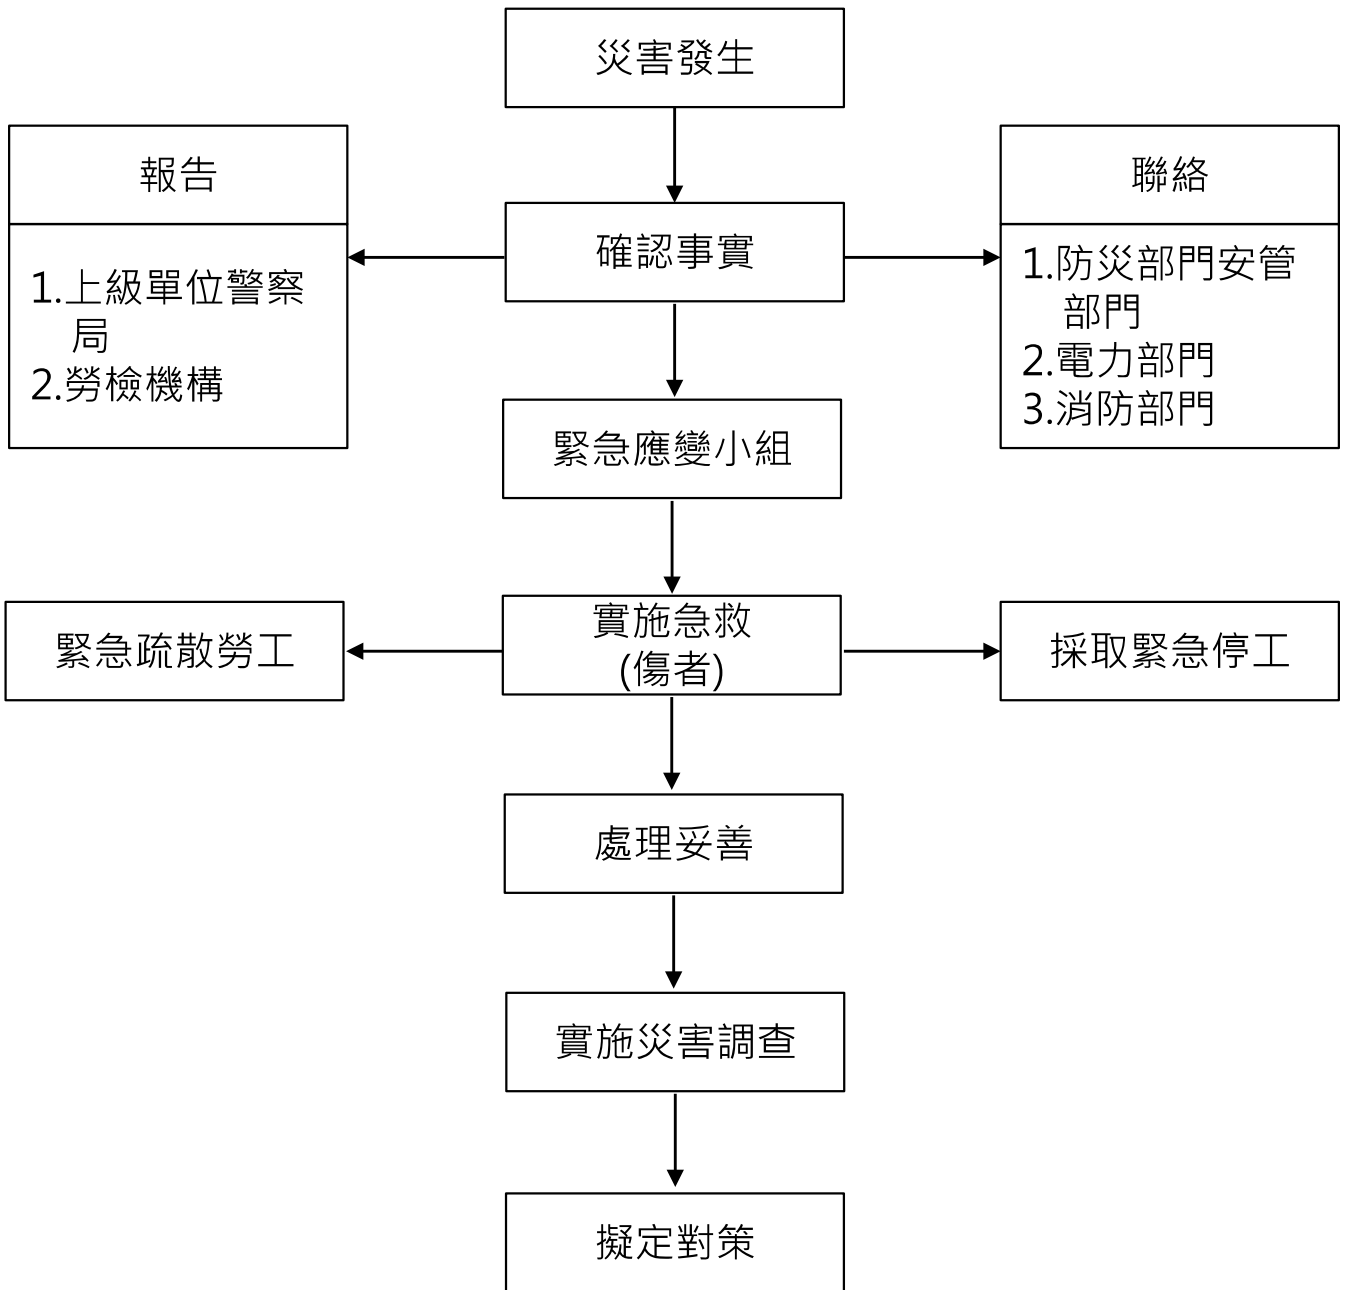 災害發生
報告
1.上級單位警察
局
2.勞檢機構
確認事實
聯絡
1.防災部門安管
部門
2.電力部門
3.消防部門
緊急應變小組
緊急疏散勞工
實施急救
(傷者)
採取緊急停工
處理妥善
實施災害調查
擬定對策